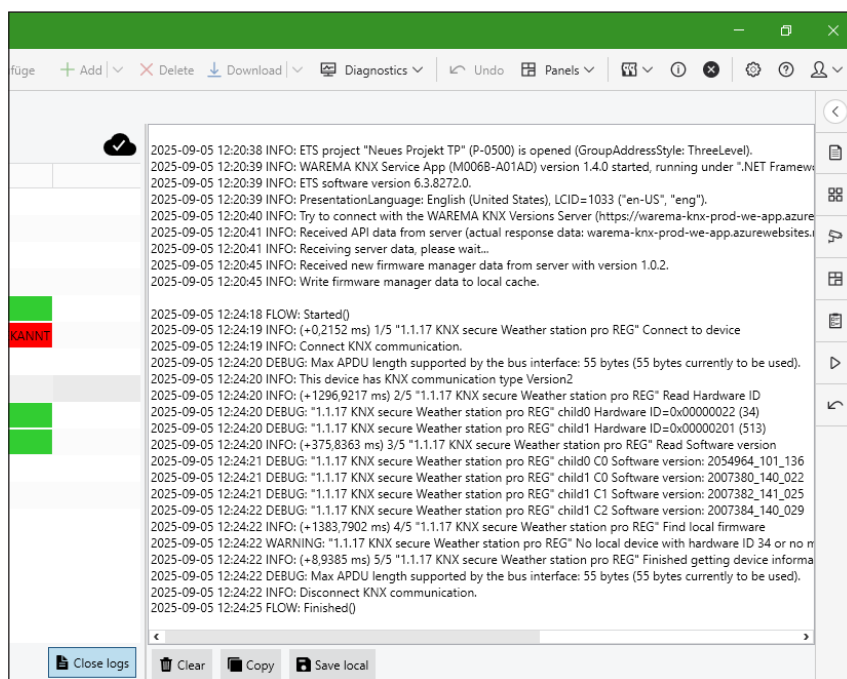 füge Add Delete Download Diagnostics Undo Panels
2025-09-05 12:20:38 INFO: ETS project "Neues Projekt TP" (P-0500) is opened (GroupAddressStyle: ThreeLevel).
2025-09-05 12:20:39 INFO: WAREMA KNX Service App (M006B-A01AD) version 1.4.0 started, running under ".NET Framewo
2025-09-05 12:20:39 INFO: ETS software version 6.3.8272.0.
2025-09-05 12:20:39 INFO: PresentationLanguage: English (United States), LCID=1033 ("en-US", "eng").
2025-09-05 12:20:40 INFO: Try to connect with the WAREMA KNX Versions Server (https://warema-knx-prod-we-app.azure
2025-09-05 12:20:41 INFO: Received API data from server (actual response data: warema-knx-prod-we-app.azurewebsites.
2025-09-05 12:20:41 INFO: Receiving server data, please wait...
2025-09-05 12:20:45 INFO: Received new firmware manager data from server with version 1.0.2.
2025-09-05 12:20:45 INFO: Write firmware manager data to local cache.
2025-09-05 12:24:18 FLOW: Started()
2025-09-05 12:24:19 INFO: (+0,2152 ms) 1/5 "1.1.17 KNX secure Weather station pro REG" Connect to device
KANNT
2025-09-05 12:24:19 INFO: Connect KNX communication.
2025-09-05 12:24:20 DEBUG: Max APDU length supported by the bus interface: 55 bytes (55 bytes currently to be used).
2025-09-05 12:24:20 INFO: This device has KNX communication type Version2
2025-09-05 12:24:20 INFO: (+1296,9217 ms) 2/5 "1.1.17 KNX secure Weather station pro REG" Read Hardware ID
2025-09-05 12:24:20 DEBUG: "1.1.17 KNX secure Weather station pro REG" child0 Hardware ID=0x00000022 (34)
2025-09-05 12:24:20 DEBUG: "1.1.17 KNX secure Weather station pro REG" child1 Hardware ID=0x00000201 (513)
2025-09-05 12:24:20 INFO: (+375,8363 ms) 3/5 "1.1.17 KNX secure Weather station pro REG" Read Software version
2025-09-05 12:24:21 DEBUG: "1.1.17 KNX secure Weather station pro REG" child0 C0 Software version: 2054964_101_136
2025-09-05 12:24:21 DEBUG: "1.1.17 KNX secure Weather station pro REG" child1 C0 Software version: 2007380_140_022
2025-09-05 12:24:21 DEBUG: "1.1.17 KNX secure Weather station pro REG" child1 C1 Software version: 2007382_141_025
2025-09-05 12:24:22 DEBUG: "1.1.17 KNX secure Weather station pro REG" child1 C2 Software version: 2007384_140_029
2025-09-05 12:24:22 INFO: (+1383,7902 ms) 4/5 "1.1.17 KNX secure Weather station pro REG" Find local firmware
2025-09-05 12:24:22 WARNING: "1.1.17 KNX secure Weather station pro REG" No local device with hardware ID 34 or no m
2025-09-05 12:24:22 INFO: (+8,9385 ms) 5/5 "1.1.17 KNX secure Weather station pro REG" Finished getting device informa
2025-09-05 12:24:22 DEBUG: Max APDU length supported by the bus interface: 55 bytes (55 bytes currently to be used).
2025-09-05 12:24:22 INFO: Disconnect KNX communication.
2025-09-05 12:24:25 FLOW: Finished()
Close logs Clear Copy Save local